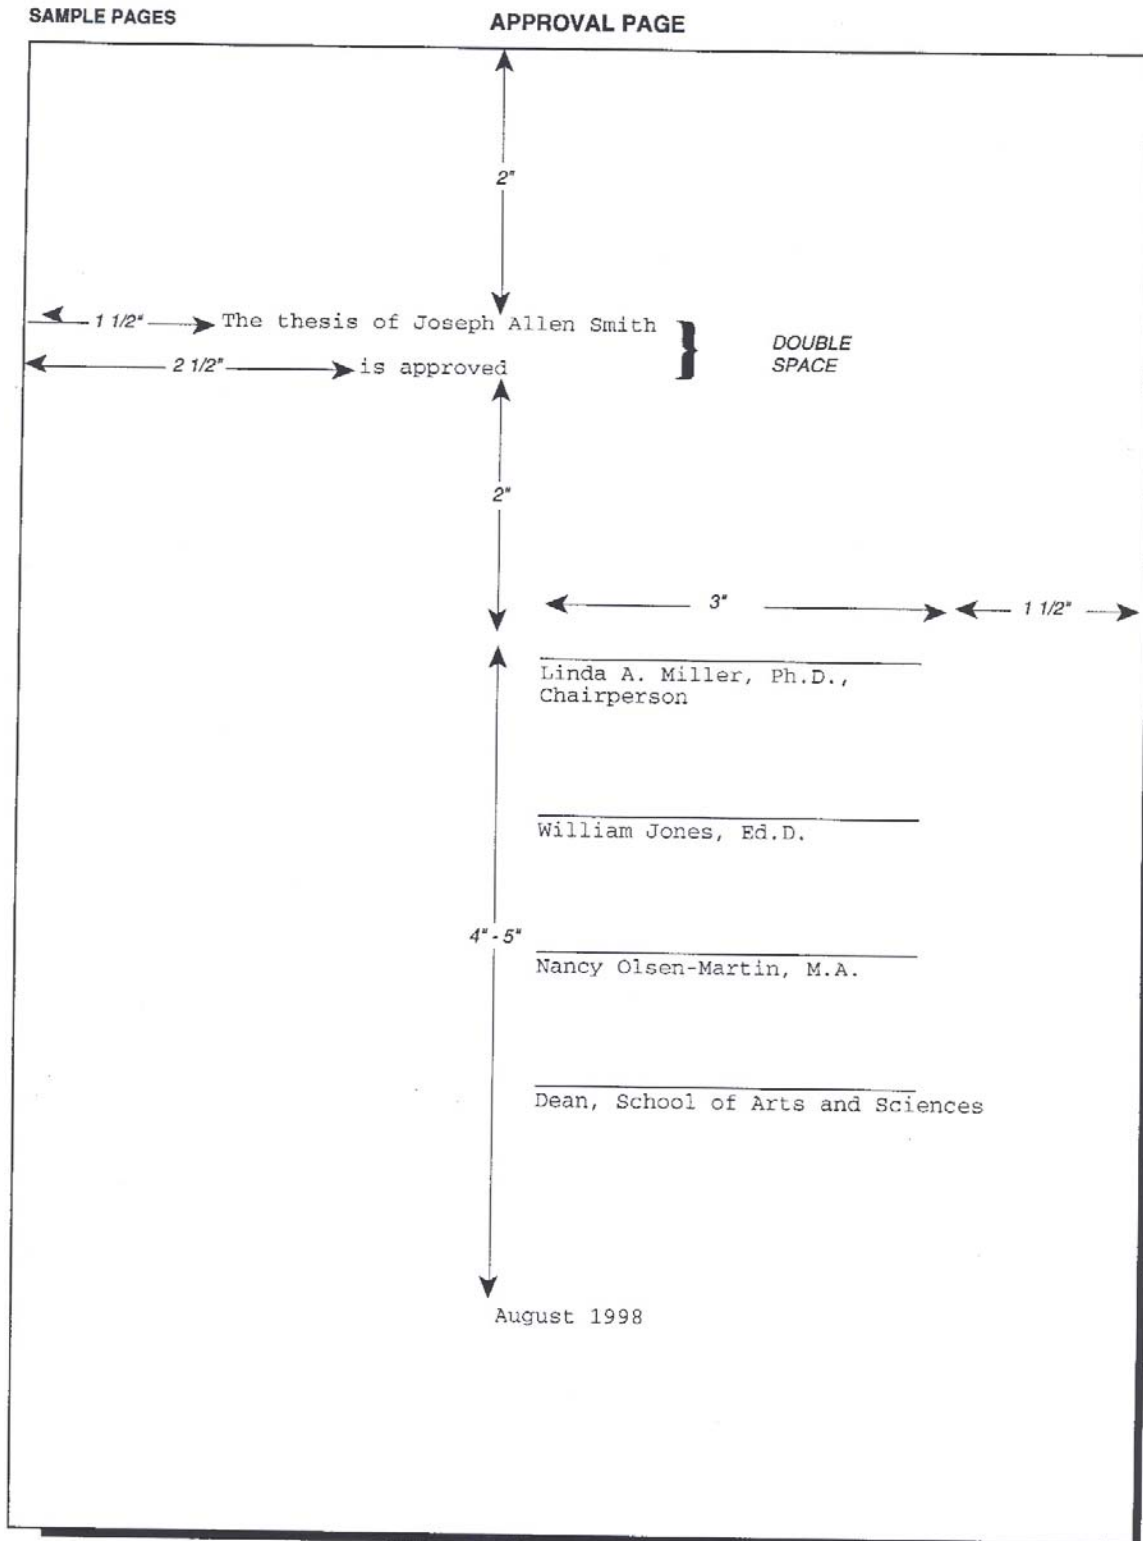 SAMPLE PAGES
APPROVAL PAGE
2"
1 1/2" The thesis of Joseph Allen Smith
DOUBLE
SPACE
2 1/2" is approved
2"
3" 1 1/2"
Linda A. Miller, Ph.D.,
Chairperson
William Jones, Ed.D.
4" - 5"
Nancy Olsen-Martin, M.A.
Dean, School of Arts and Sciences
August 1998